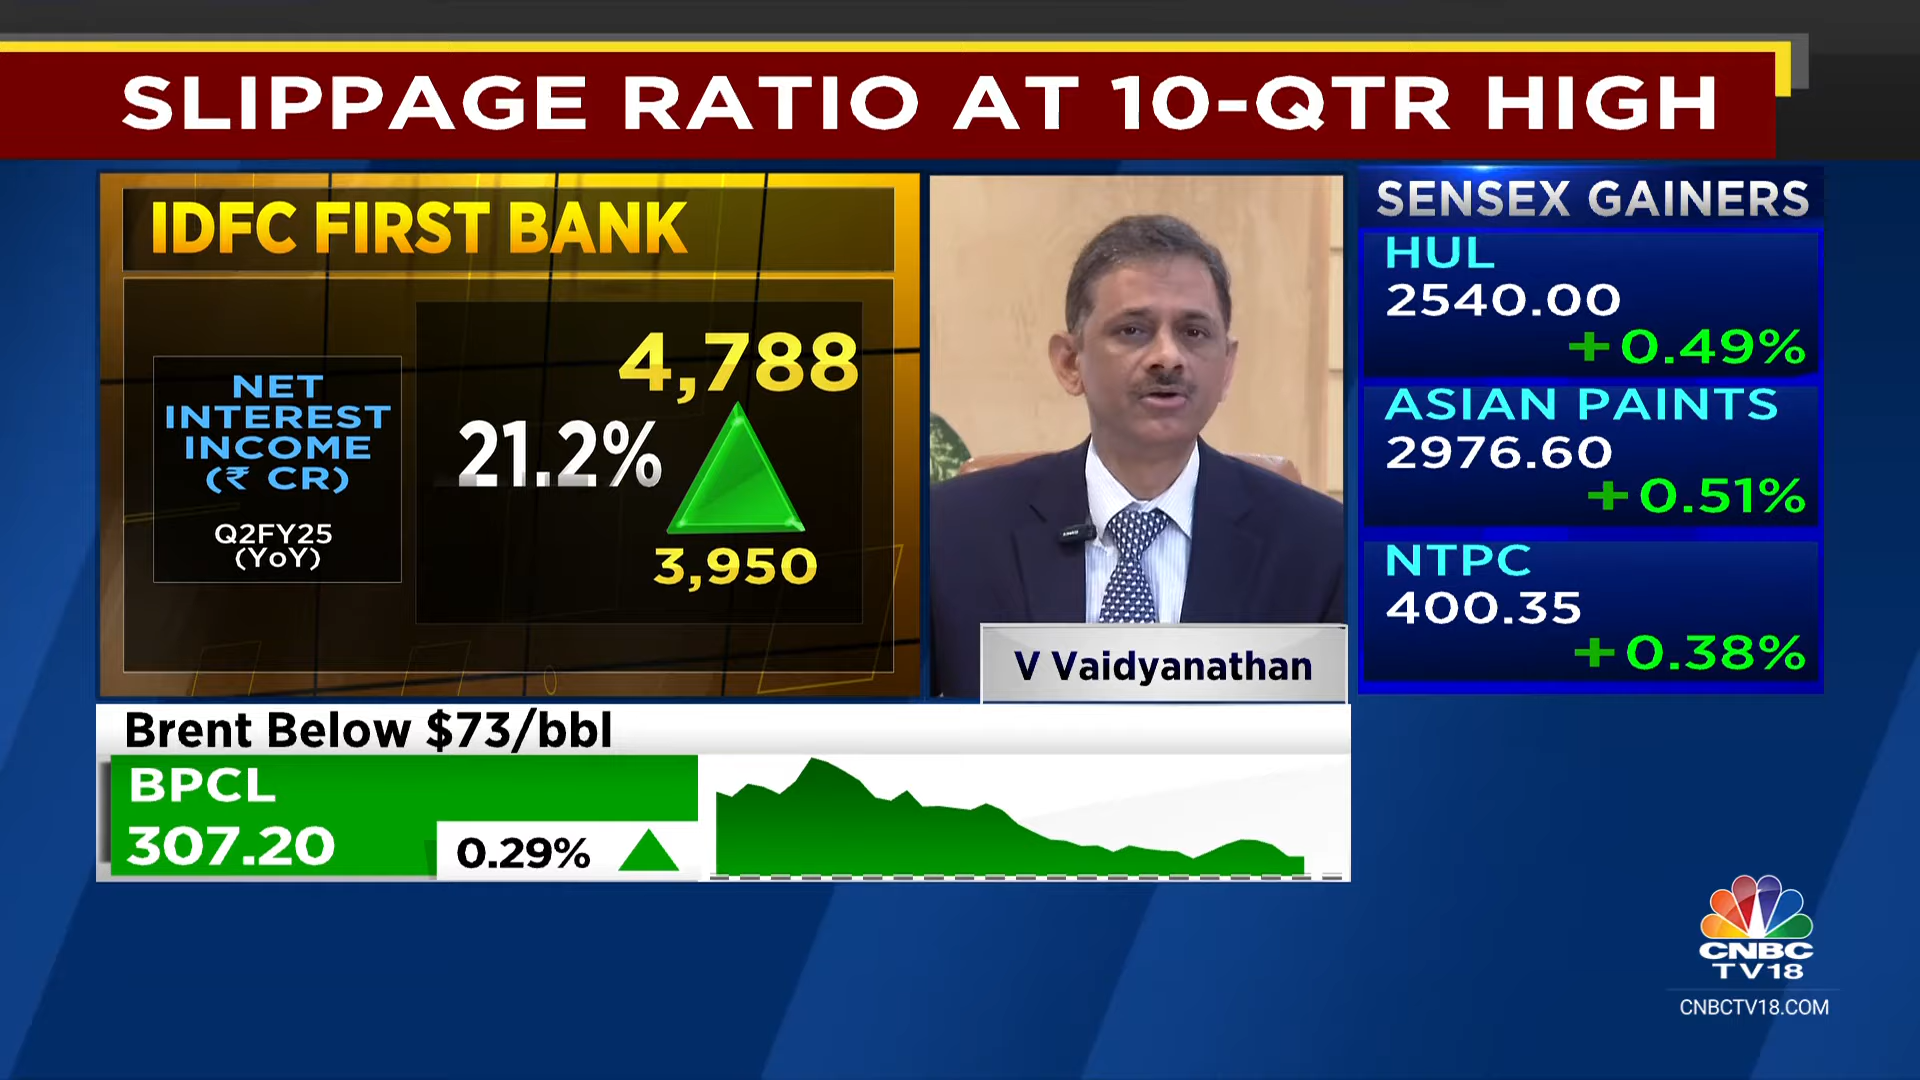 SLIPPAGE RATIO AT 10-QTR HIGH
IDFC FIRST BANK
NET
INTEREST
INCOME
(₹ CR)
Q2FY25
(YoY)
4,788
21.2%
3,950
V Vaidyanathan
SENSEX GAINERS
HUL
2540.00
+0.49%
ASIAN PAINTS
2976.60
+0.51%
NTPC
400.35
+0.38%
Brent Below $73/bbl
BPCL
307.20
0.29%
CNBC
TV18
CNBCTV18.COM